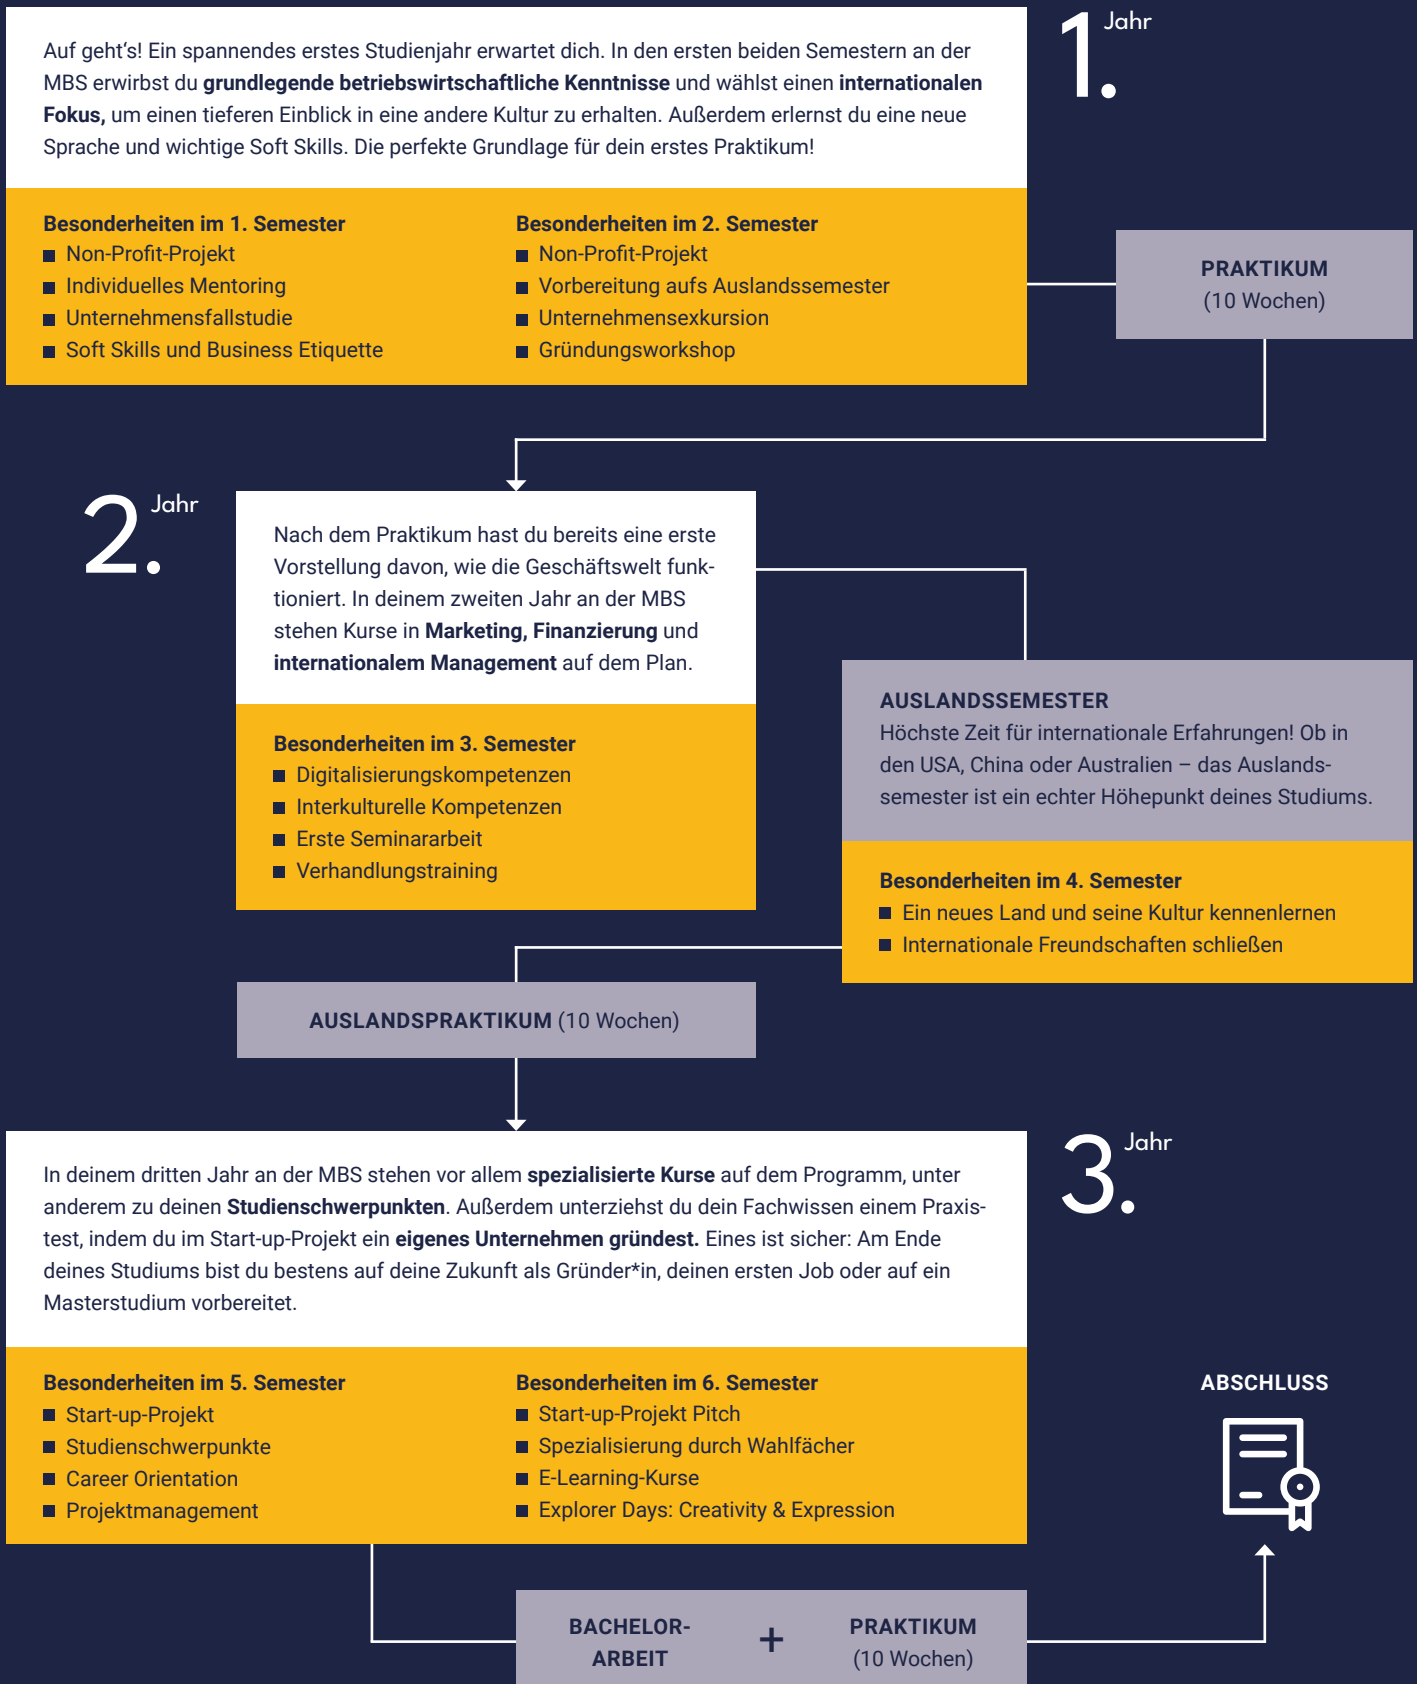 1. Jahr
Auf geht's! Ein spannendes erstes Studienjahr erwartet dich. In den ersten beiden Semestern an der
MBS erwirbst du grundlegende betriebswirtschaftliche Kenntnisse und wählst einen internationalen
Fokus, um einen tieferen Einblick in eine andere Kultur zu erhalten. Außerdem erlernst du eine neue
Sprache und wichtige Soft Skills. Die perfekte Grundlage für dein erstes Praktikum!
Besonderheiten im 1. Semester
Non-Profit-Projekt
Individuelles Mentoring
Unternehmensfallstudie
Soft Skills und Business Etiquette
Besonderheiten im 2. Semester
Non-Profit-Projekt
Vorbereitung aufs Auslandssemester
Unternehmensexkursion
Gründungsworkshop
PRAKTIKUM
(10 Wochen)
2. Jahr
Nach dem Praktikum hast du bereits eine erste
Vorstellung davon, wie die Geschäftswelt funk-
tioniert. In deinem zweiten Jahr an der MBS
stehen Kurse in Marketing, Finanzierung und
internationalem Management auf dem Plan.
Besonderheiten im 3. Semester
Digitalisierungskompetenzen
Interkulturelle Kompetenzen
Erste Seminararbeit
Verhandlungstraining
AUSLANDSSEMESTER
Höchste Zeit für internationale Erfahrungen! Ob in
den USA, China oder Australien – das Auslands-
semester ist ein echter Höhepunkt deines Studiums.
Besonderheiten im 4. Semester
Ein neues Land und seine Kultur kennenlernen
Internationale Freundschaften schließen
AUSLANDSPRAKTIKUM (10 Wochen)
3. Jahr
In deinem dritten Jahr an der MBS stehen vor allem spezialisierte Kurse auf dem Programm, unter
anderem zu deinen Studienschwerpunkten. Außerdem unterziehst du dein Fachwissen einem Praxis-
test, indem du im Start-up-Projekt ein eigenes Unternehmen gründest. Eines ist sicher: Am Ende
deines Studiums bist du bestens auf deine Zukunft als Gründer*in, deinen ersten Job oder auf ein
Masterstudium vorbereitet.
Besonderheiten im 5. Semester
Start-up-Projekt
Studienschwerpunkte
Career Orientation
Projektmanagement
Besonderheiten im 6. Semester
Start-up-Projekt Pitch
Spezialisierung durch Wahlfächer
E-Learning-Kurse
Explorer Days: Creativity & Expression
BACHELOR-
ARBEIT
+
PRAKTIKUM
(10 Wochen)
ABSCHLUSS